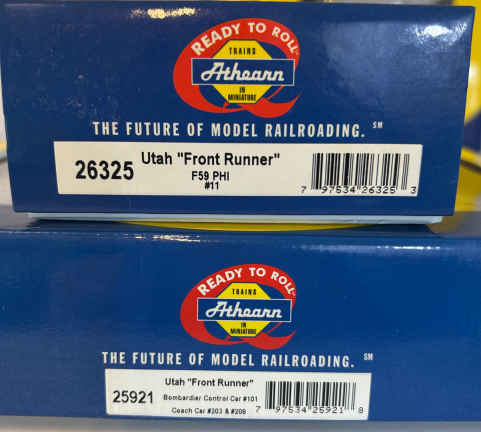 READY TO ROLL
TRAINS
Athearn
IN
MINIATURE
THE FUTURE OF MODEL RAILROADING. SM
26325
Utah "Front Runner"
F59 PHI
#11
7 97534 26325 3
READY TO ROLL
TRAINS
Athearn
IN
MINIATURE
THE FUTURE OF MODEL RAILROADING. SM
25921
Utah "Front Runner"
Bombardier Control Car #101
Coach Car #203 & #206
7 97534 25921 8